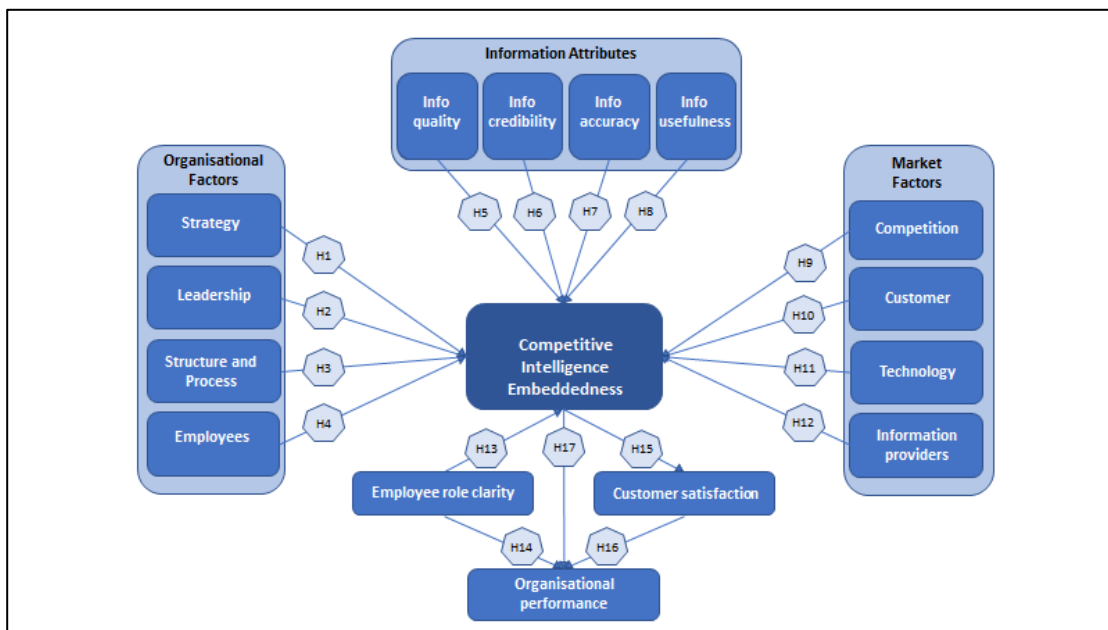 Information Attributes
Info
quality
Info
credibility
Info
accuracy
Info
usefulness
Organisational
Factors
Strategy
Leadership
Structure and
Process
Employees
H1
H2
H3
H4
H5
H6
H7
H8
Market
Factors
Competition
Customer
Technology
Information
providers
H9
H10
H11
H12
Competitive
Intelligence
Embeddedness
H13
H17
H15
Employee role clarity
Customer satisfaction
H14
H16
Organisational
performance